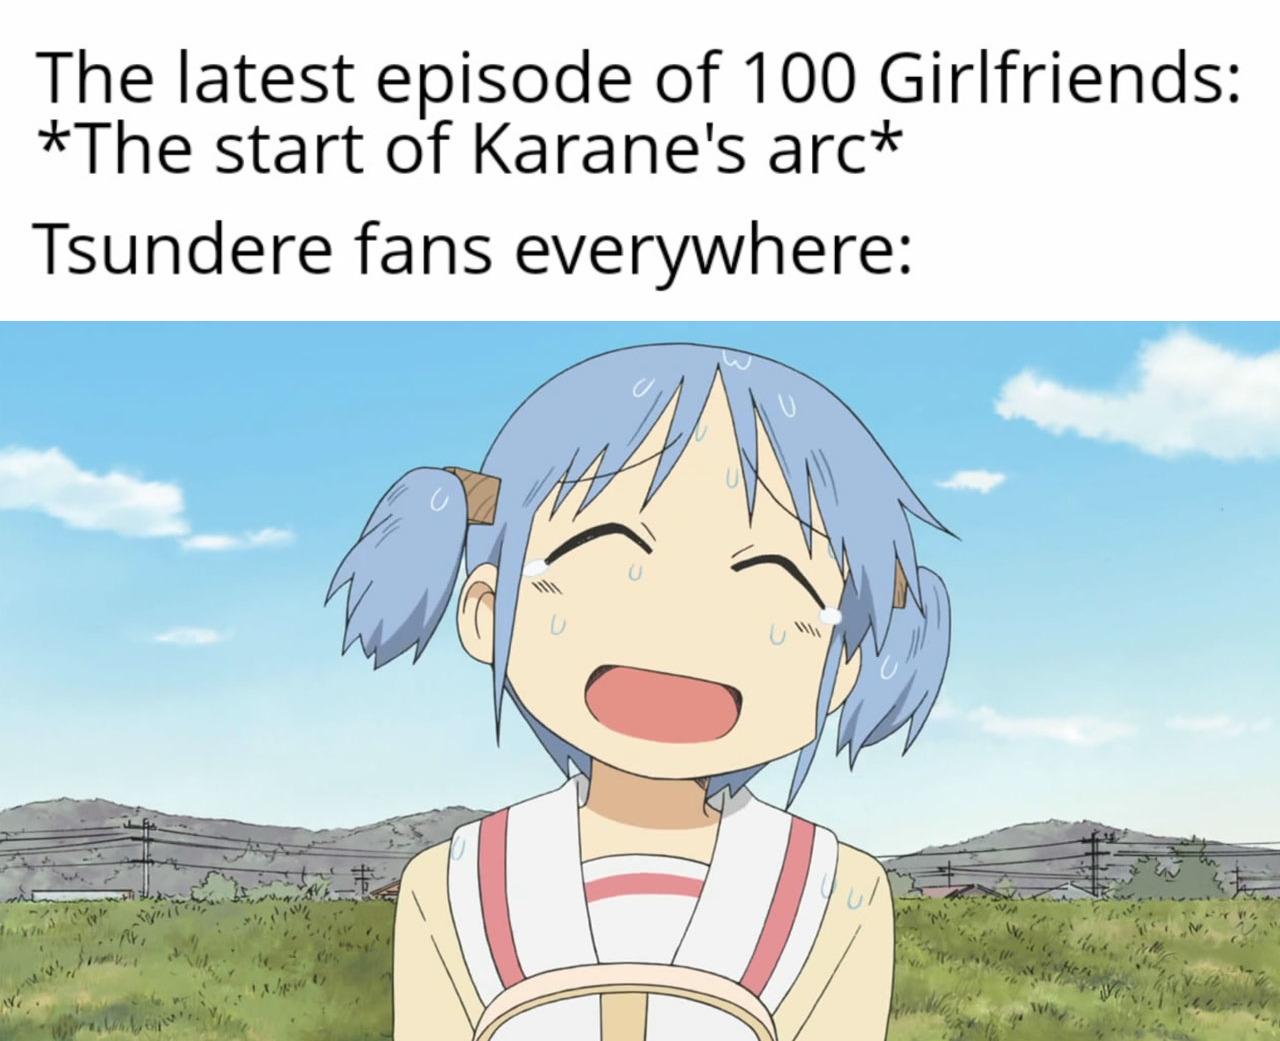 The latest episode of 100 Girlfriends:
*The start of Karane's arc*
Tsundere fans everywhere: